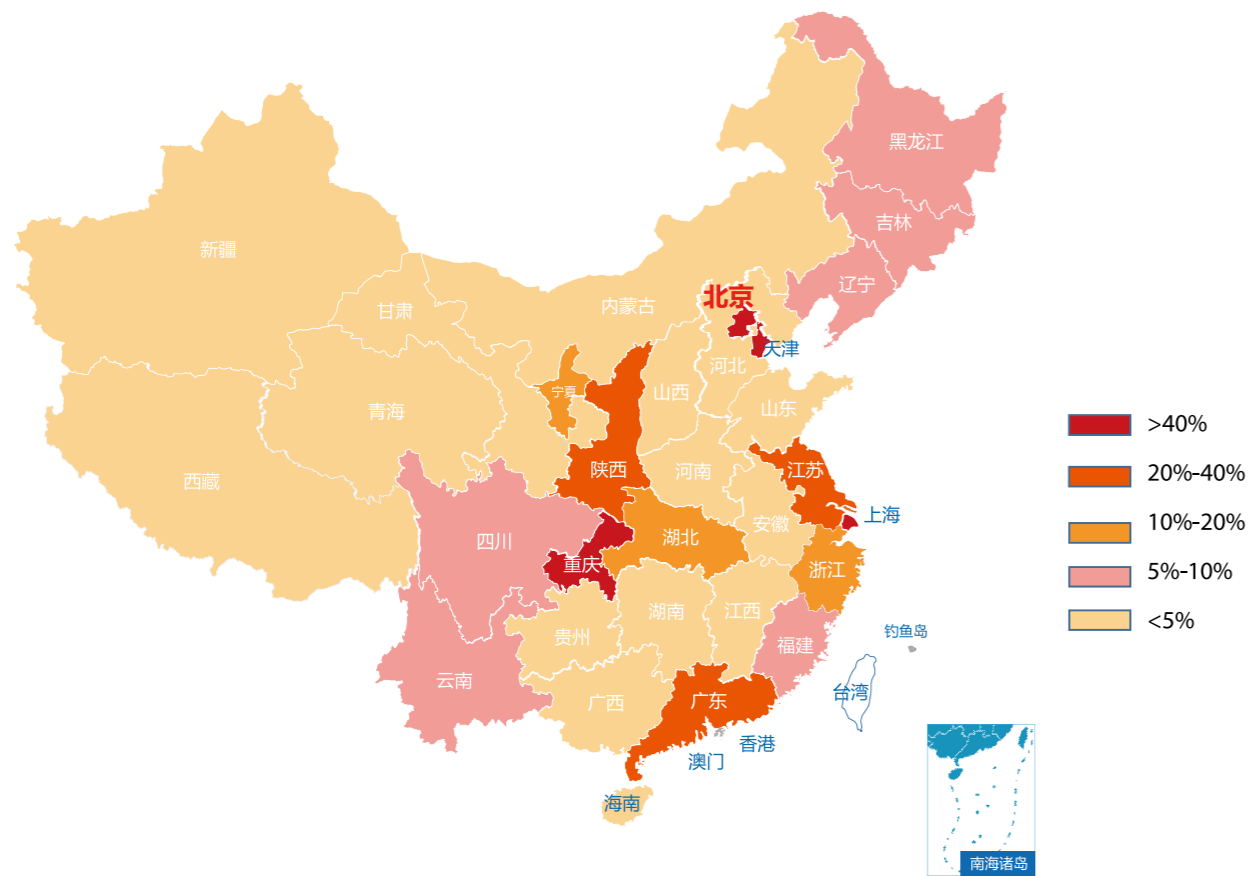 黑龙江
吉林
新疆
辽宁
北京
内蒙古
甘肃
天津
河北
宁夏
山西
青海
山东
陕西
河南
江苏
西藏
上海
安徽
四川
湖北
重庆
浙江
湖南
江西
贵州
福建
钓鱼岛
云南
台湾
广西
广东
香港
澳门
海南
>40%
20%-40%
10%-20%
5%-10%
<5%
南海诸岛